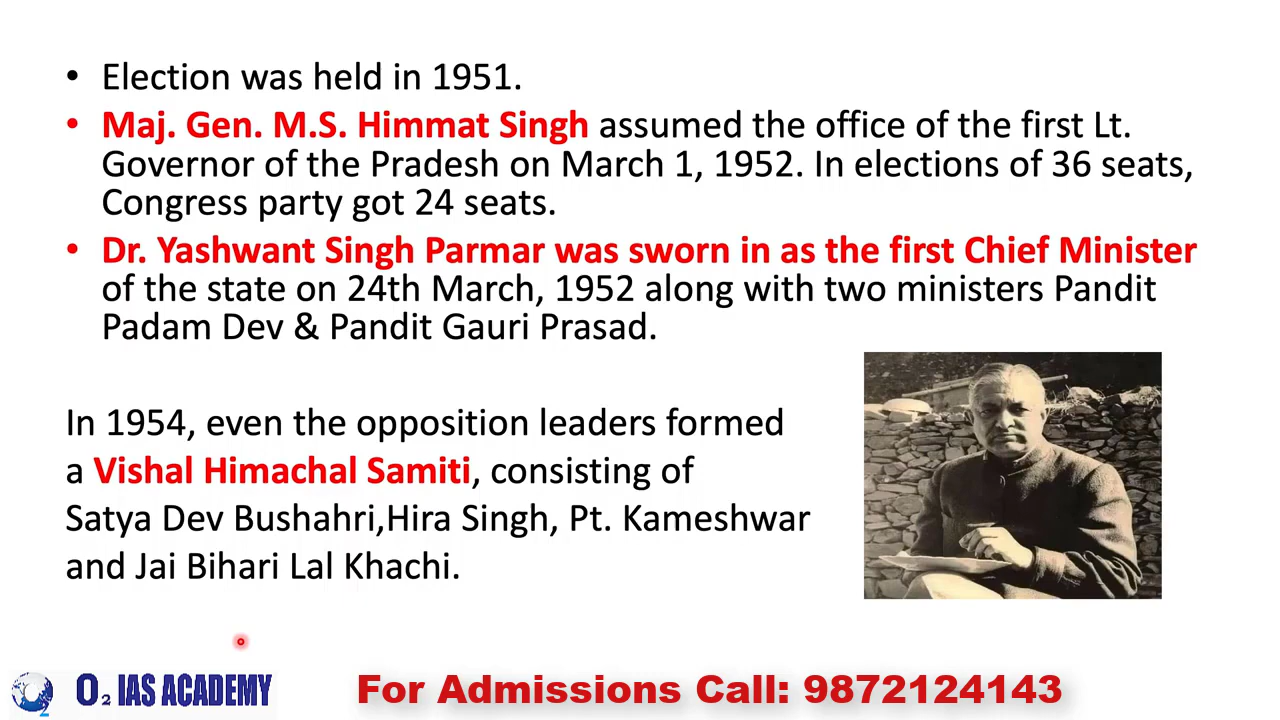 • Election was held in 1951.
• Maj. Gen. M.S. Himmat Singh assumed the office of the first Lt.
Governor of the Pradesh on March 1, 1952. In elections of 36 seats,
Congress party got 24 seats.
• Dr. Yashwant Singh Parmar was sworn in as the first Chief Minister
of the state on 24th March, 1952 along with two ministers Pandit
Padam Dev & Pandit Gauri Prasad.
In 1954, even the opposition leaders formed
a Vishal Himachal Samiti, consisting of
Satya Dev Bushahri,Hira Singh, Pt. Kameshwar
and Jai Bihari Lal Khachi.
O₂ IAS ACADEMY
For Admissions Call: 9872124143